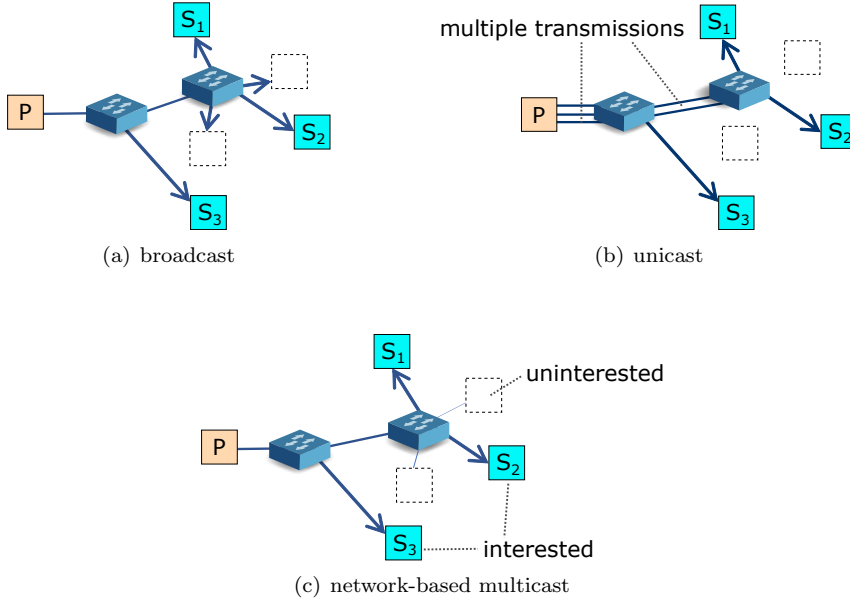 S1
P
S2
S3
(a) broadcast
multiple transmissions
S1
P
S2
S3
(b) unicast
S1
uninterested
P
S2
S3
interested
(c) network-based multicast